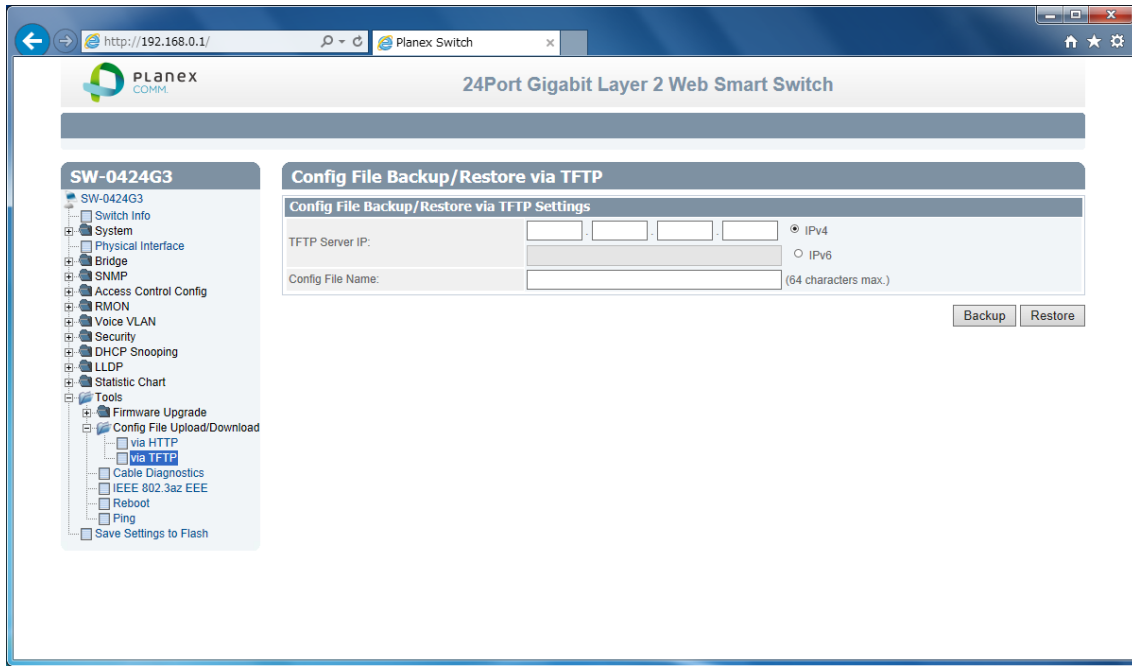 http://192.168.0.1/
Planex Switch
PLANEX
COMM.
24Port Gigabit Layer 2 Web Smart Switch
SW-0424G3
SW-0424G3
Switch Info
System
Physical Interface
Bridge
SNMP
Access Control Config
RMON
Voice VLAN
Security
DHCP Snooping
LLDP
Statistic Chart
Tools
Firmware Upgrade
Config File Upload/Download
via HTTP
via TFTP
Cable Diagnostics
IEEE 802.3az EEE
Reboot
Ping
Save Settings to Flash
Config File Backup/Restore via TFTP
Config File Backup/Restore via TFTP Settings
TFTP Server IP:
. . .
IPv4
IPv6
Config File Name:
(64 characters max.)
Backup Restore